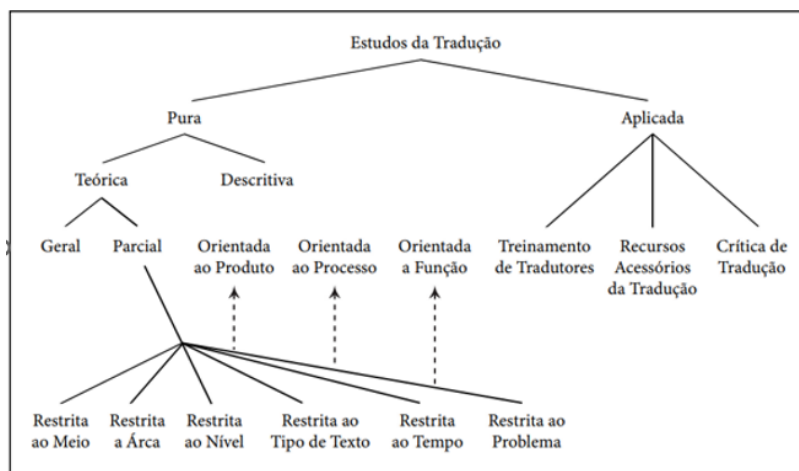 Estudos da Tradução
Pura
Aplicada
Teórica
Descritiva
Geral
Parcial
Orientada
ao Produto
Orientada
ao Processo
Orientada
a Função
Treinamento
de Tradutores
Recursos
Acessórios
da Tradução
Crítica de
Tradução
Restrita
ao Meio
Restrita
a Árca
Restrita
ao Nível
Restrita ao
Tipo de Texto
Restrita
ao Tempo
Restrita ao
Problema